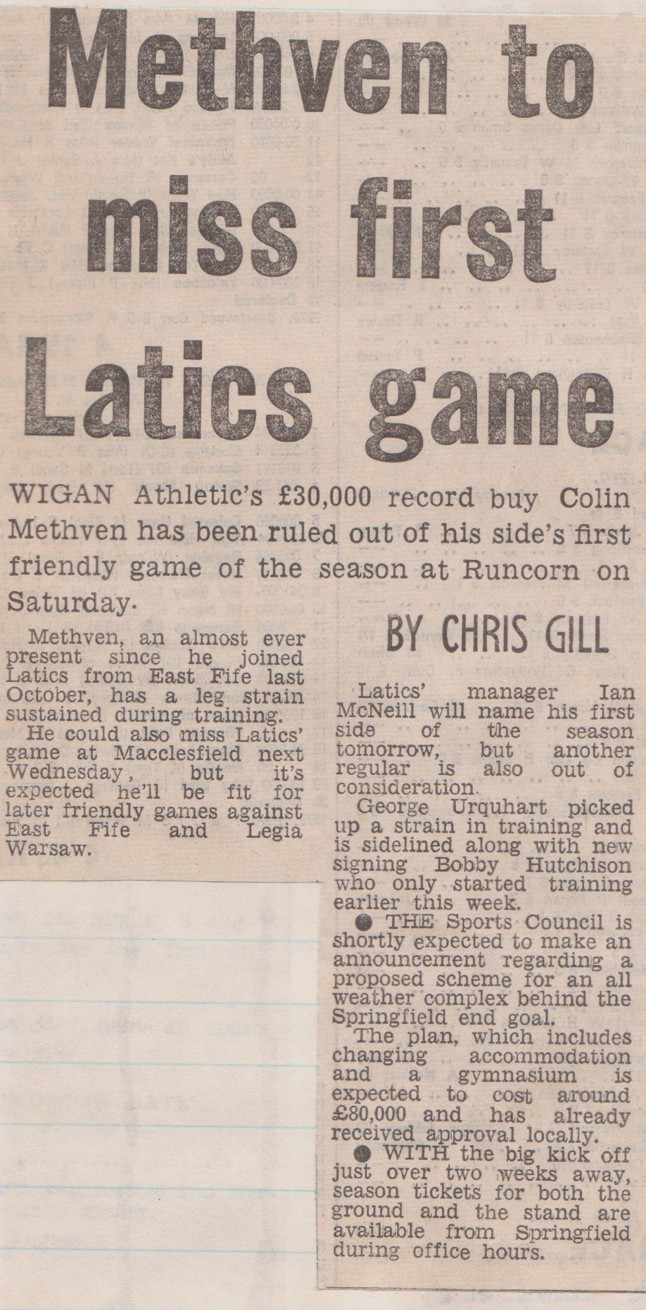 Methven to
miss first
Latics game
WIGAN Athletic's £30,000 record buy Colin
Methven has been ruled out of his side's first
friendly game of the season at Runcorn on
Saturday.
Methven, an almost ever
present since he joined
Latics from East Fife last
October, has a leg strain
sustained during training.
He could also miss Latics'
game at Macclesfield next
Wednesday, but it's
expected he'll be fit for
later friendly games against
East Fife and Legia
Warsaw.
BY CHRIS GILL
Latics' manager Ian
McNeill will name his first
side of the season
tomorrow, but another
regular is also out of
consideration.
George Urquhart picked
up a strain in training and
is sidelined along with new
signing Bobby Hutchison
who only started training
earlier this week.
● THE Sports Council is
shortly expected to make an
announcement regarding a
proposed scheme for an all
weather complex behind the
Springfield end goal.
The plan, which includes
changing accommodation
and a gymnasium is
expected to cost around
£80,000 and has already
received approval locally.
● WITH the big kick off
just over two weeks away,
season tickets for both the
ground and the stand are
available from Springfield
during office hours.